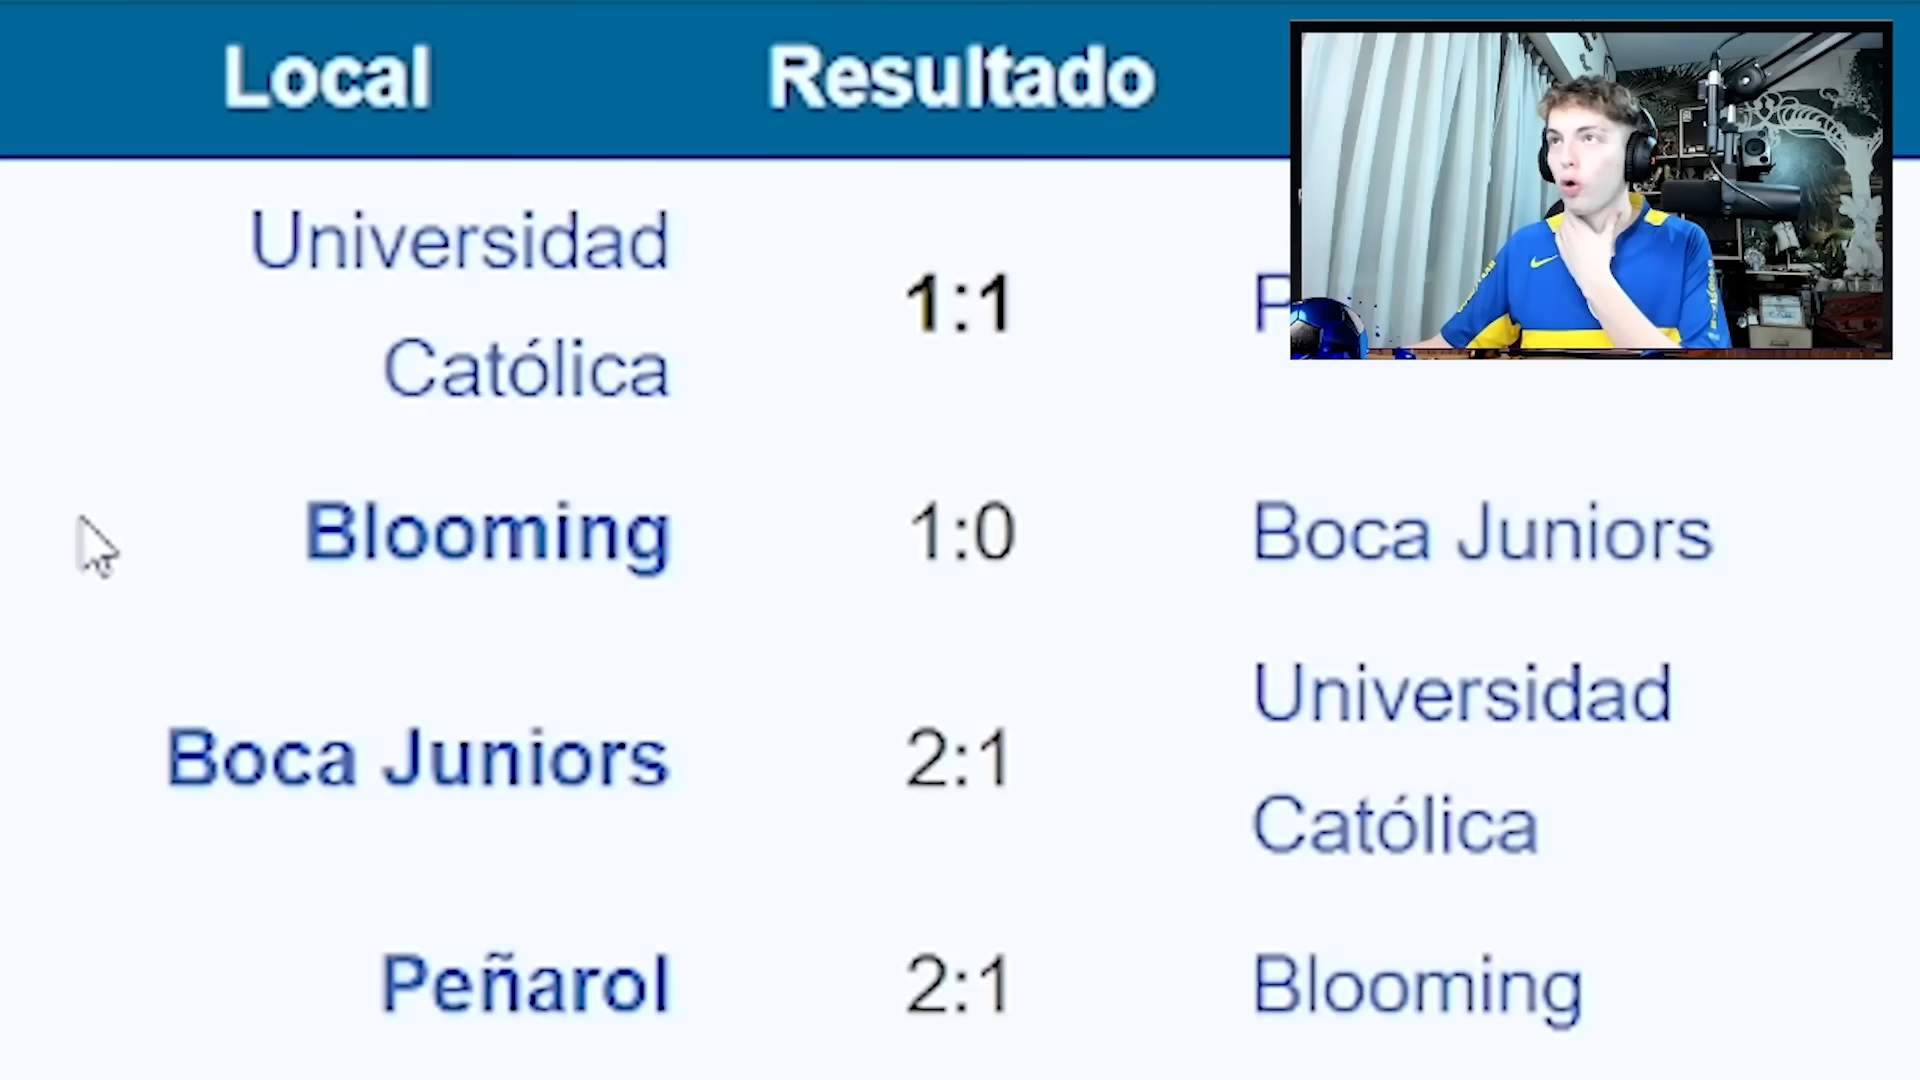 Local Resultado
Universidad
Católica
1:1
Blooming 1:0 Boca Juniors
Boca Juniors 2:1 Universidad
Católica
Peñarol 2:1 Blooming